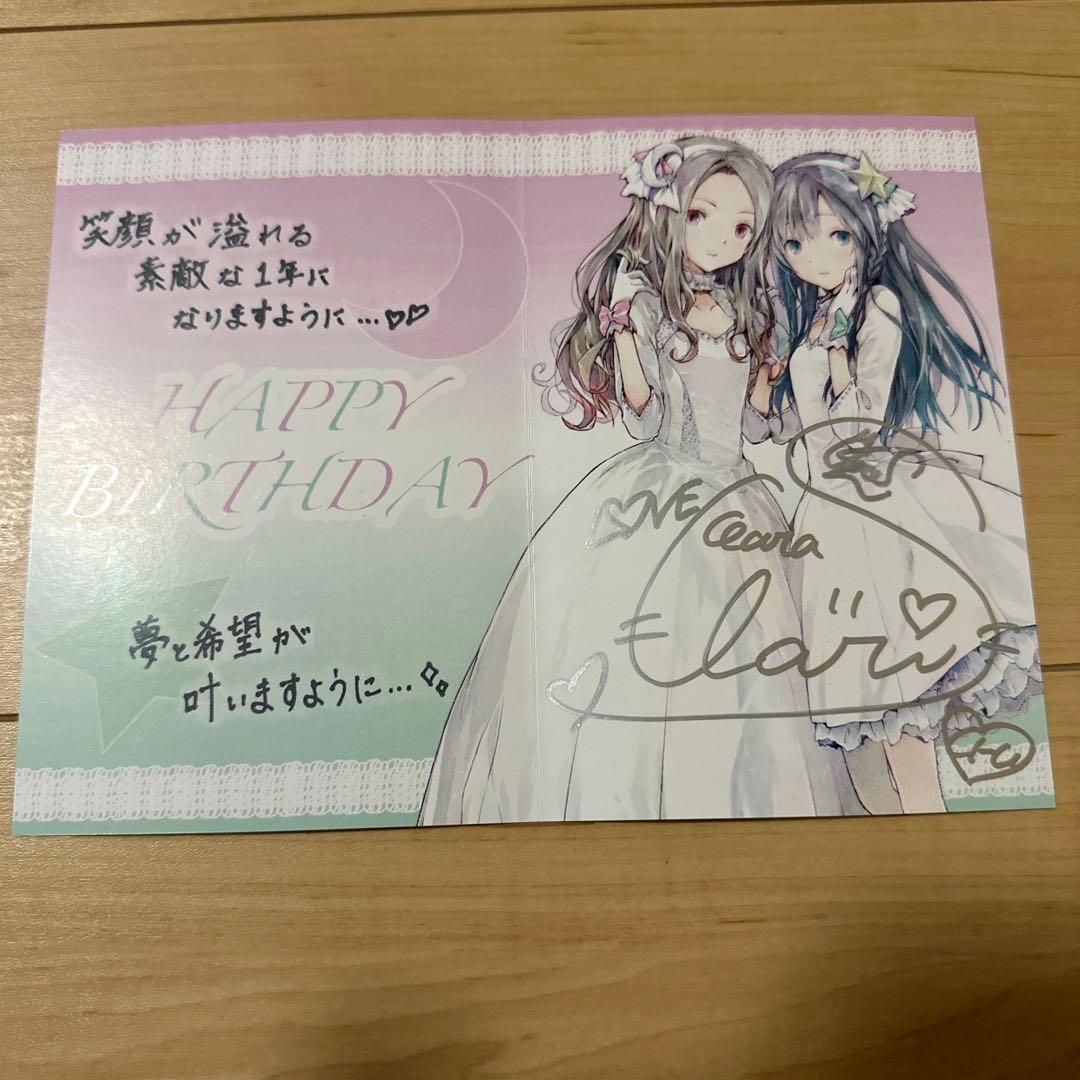 笑顔が溢れる
素敵な1年に
なりますように…♡♡
HAPPY
BIRTHDAY
夢と希望が
叶いますように…
Clara
ClariS